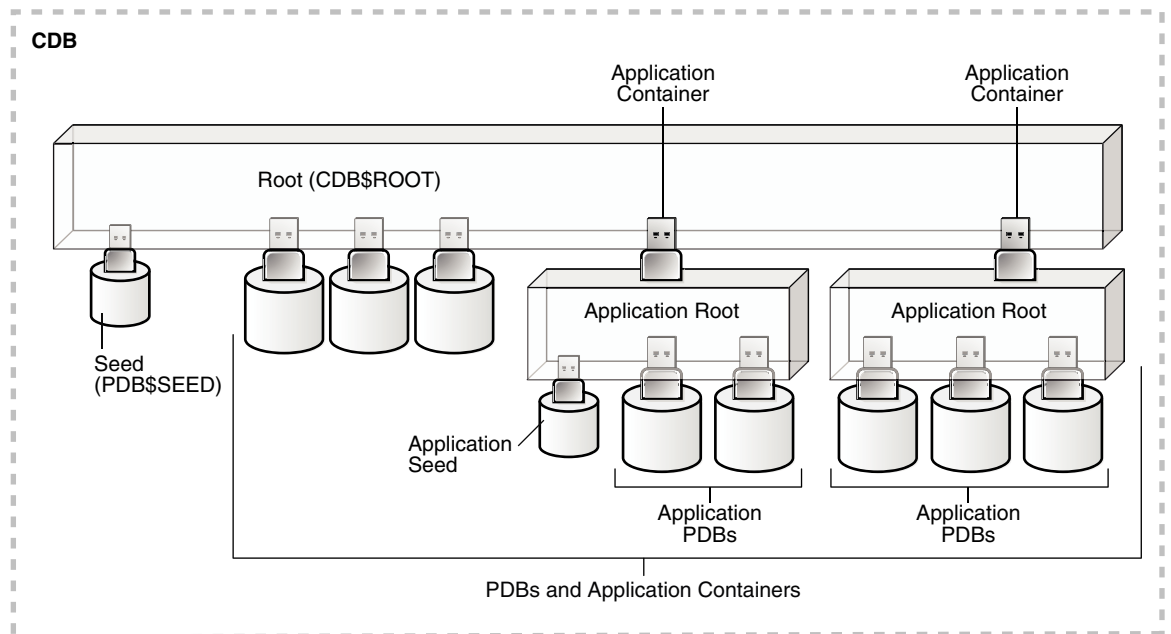 CDB
Application
Container
Application
Container
Root (CDB$ROOT)
Application Root
Application Root
Seed
(PDB$SEED)
Application
Seed
Application
PDBs
Application
PDBs
PDBs and Application Containers